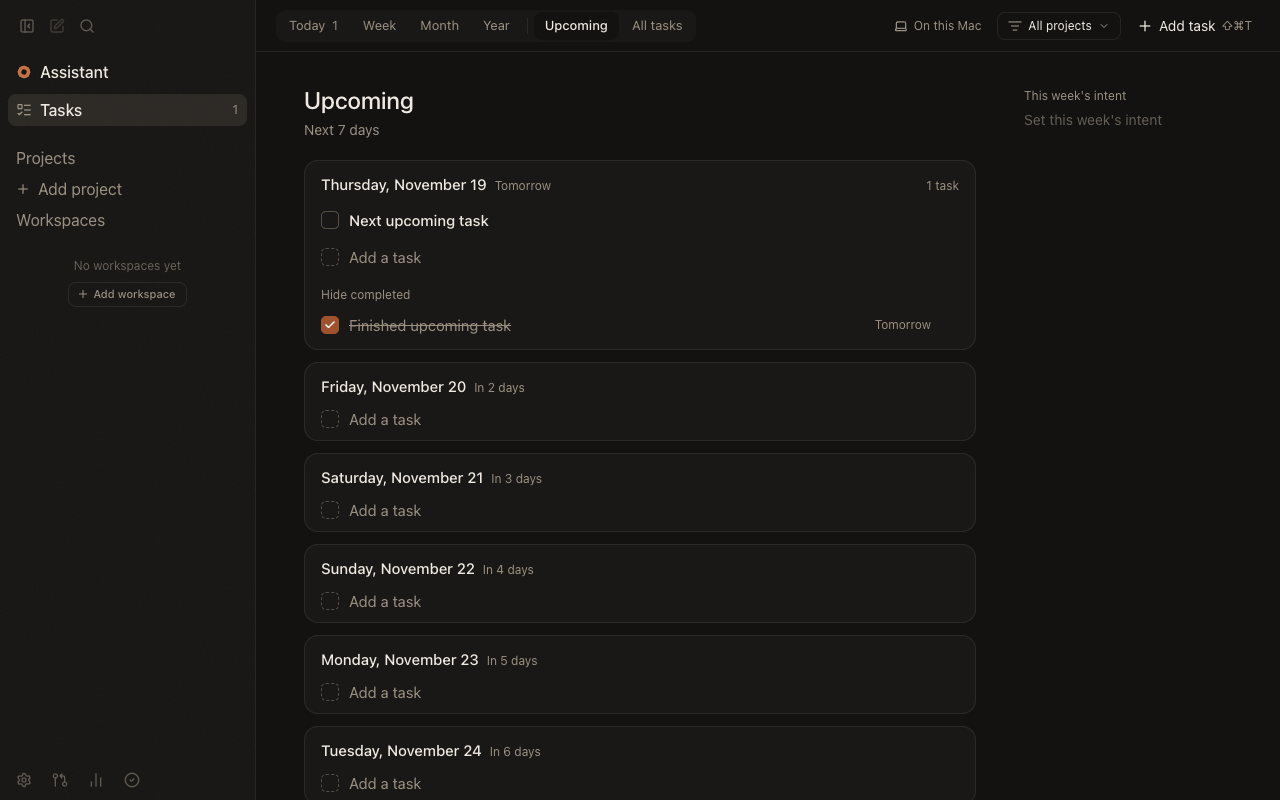 Assistant
Tasks 1
Projects
Add project
Workspaces
No workspaces yet
Add workspace
Today 1 Week Month Year Upcoming All tasks
On this Mac All projects Add task ⇧⌘T
Upcoming
Next 7 days
Thursday, November 19 Tomorrow 1 task
Next upcoming task
Add a task
Hide completed
Finished upcoming task Tomorrow
Friday, November 20 In 2 days
Add a task
Saturday, November 21 In 3 days
Add a task
Sunday, November 22 In 4 days
Add a task
Monday, November 23 In 5 days
Add a task
Tuesday, November 24 In 6 days
Add a task
This week's intent
Set this week's intent